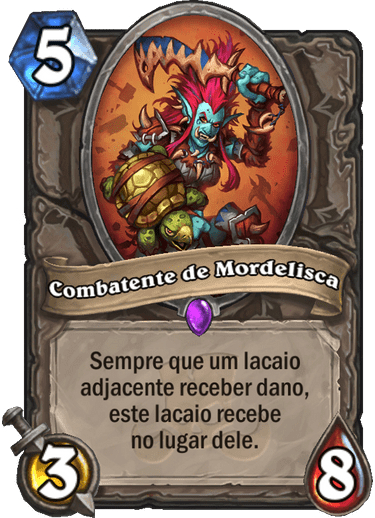 5
Combatente de Mordelisca
Sempre que um lacaio
adjacente receber dano,
este lacaio recebe
no lugar dele.
3
8